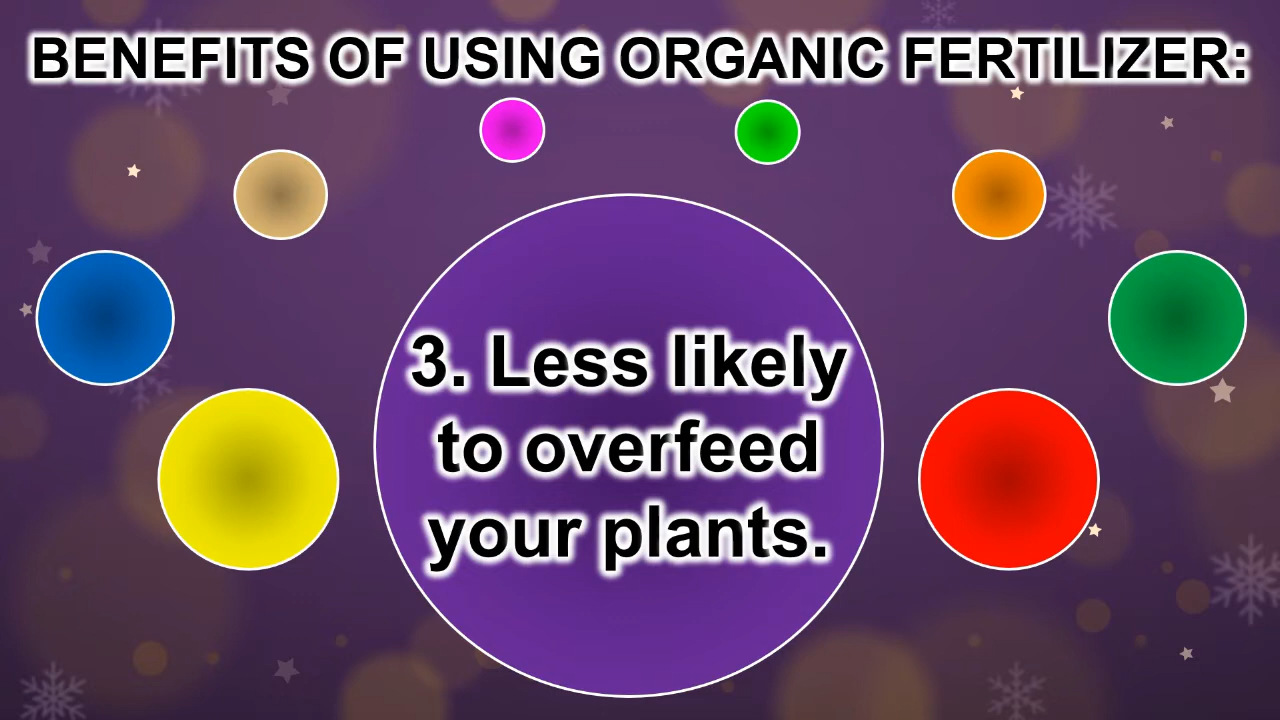 BENEFITS OF USING ORGANIC FERTILIZER:
3. Less likely
to overfeed
your plants.